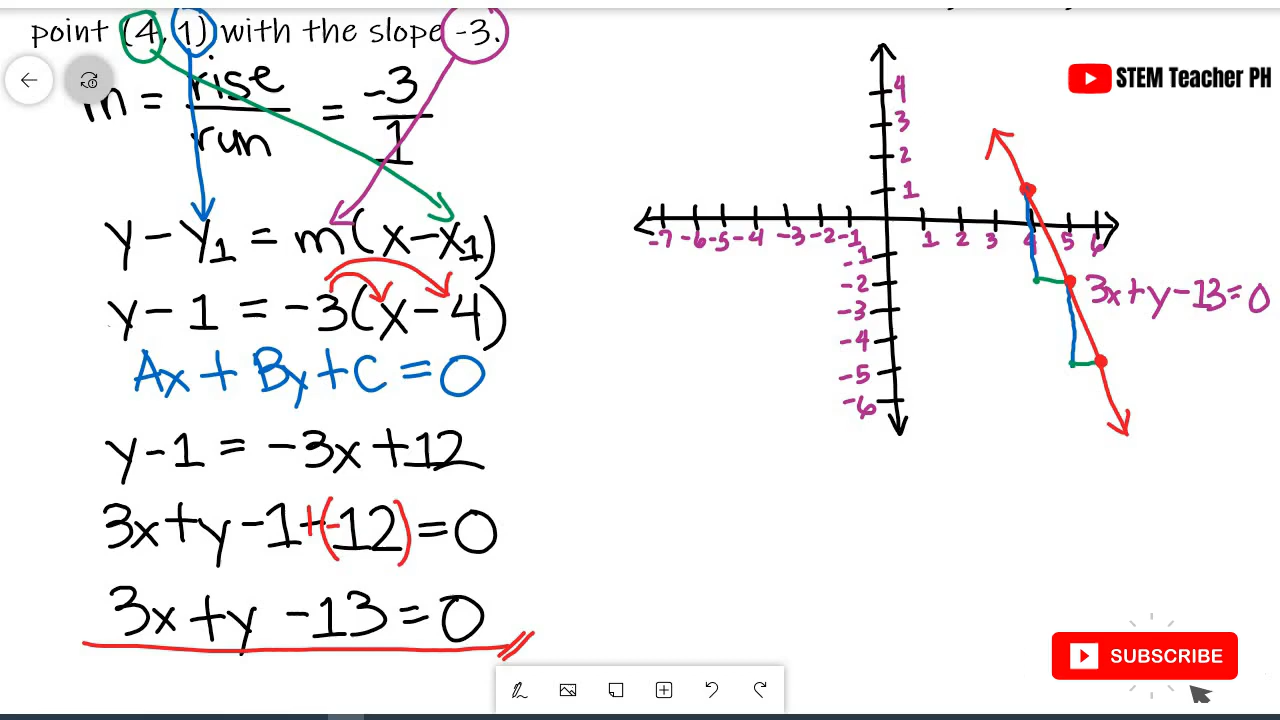 point (4, 1) with the slope -3.
m = rise/run = -3/1
y - y1 = m(x - x1)
y - 1 = -3(x - 4)
Ax + By + C = 0
y - 1 = -3x + 12
3x + y - 1 + (-12) = 0
3x + y - 13 = 0
STEM Teacher PH
4
3
2
1
-7 -6 -5 -4 -3 -2 -1 1 2 3 4 5 6
-1
-2
-3
-4
-5
-6
3x + y - 13 = 0
SUBSCRIBE